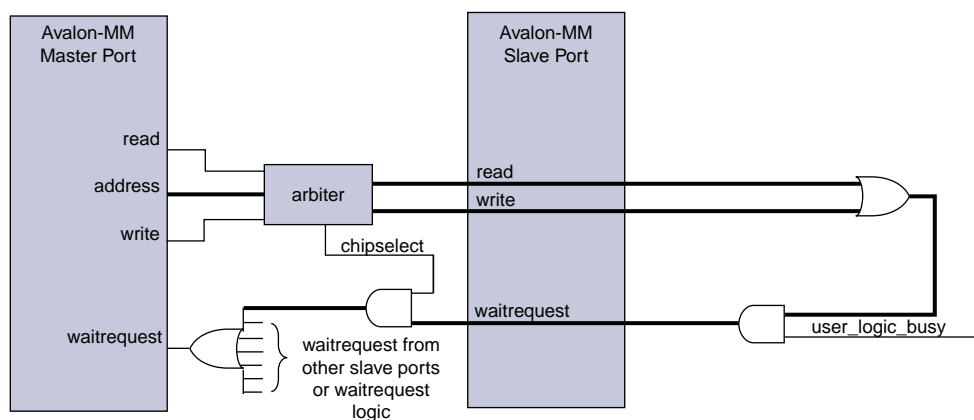 Avalon-MM
Master Port
Avalon-MM
Slave Port
read
address
write
arbiter
read
write
chipselect
waitrequest
waitrequest
user_logic_busy
waitrequest from
other slave ports
or waitrequest
logic